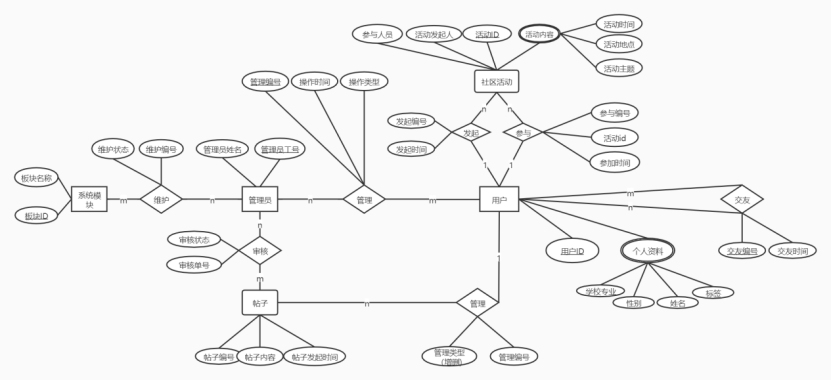 参与人员
活动发起人
活动ID
活动内容
活动时间
活动地点
活动主题
社区活动
管理编号
操作时间
操作类型
n
n
发起编号
发起时间
发起
参与
参与编号
活动id
参加时间
1
1
维护状态
维护编号
管理员姓名
管理员工号
板块名称
板块ID
系统模
块
m
维护
n
管理员
n
管理
m
用户
m
n
交友
交友编号
交友时间
用户ID
个人资料
学校专业
性别
姓名
标签
n
审核状态
审核单号
审核
m
1
帖子
n
管理
帖子编号
帖子内容
帖子发起时间
管理类型
(增删)
管理编号